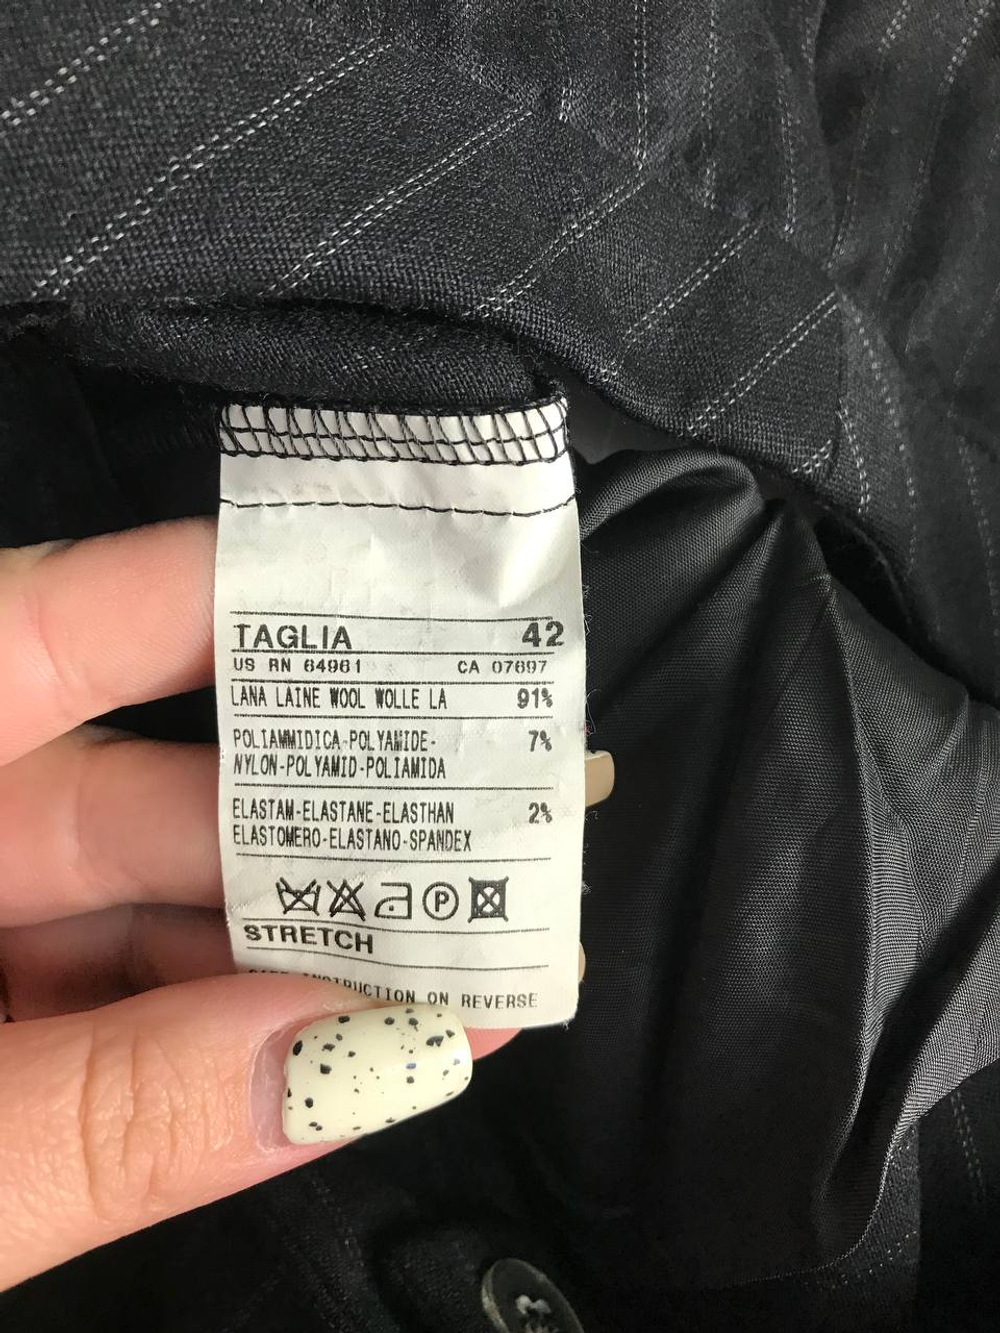 TAGLIA 42
US RN 64961 CA 07697
LANA LAINE WOOL WOLLE LA 91%
POLIAMMIDICA-POLYAMIDE- 7%
NYLON-POLYAMID-POLIAMIDA
ELASTAM-ELASTANE-ELASTHAN 2%
ELASTOMERO-ELASTANO-SPANDEX
P
STRETCH
INSTRUCTION ON REVERSE